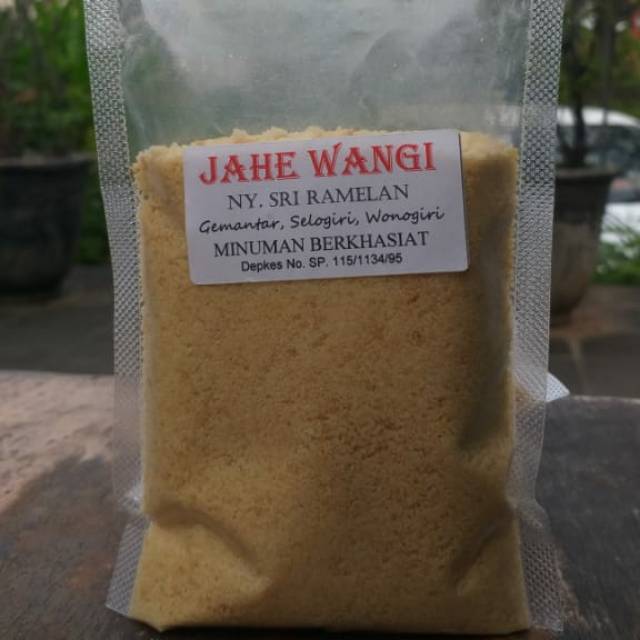 JAHE WANGI
NY. SRI RAMELAN
Gemantar, Selogiri, Wonogiri
MINUMAN BERKHASIAT
Depkes No. SP. 115/1134/95